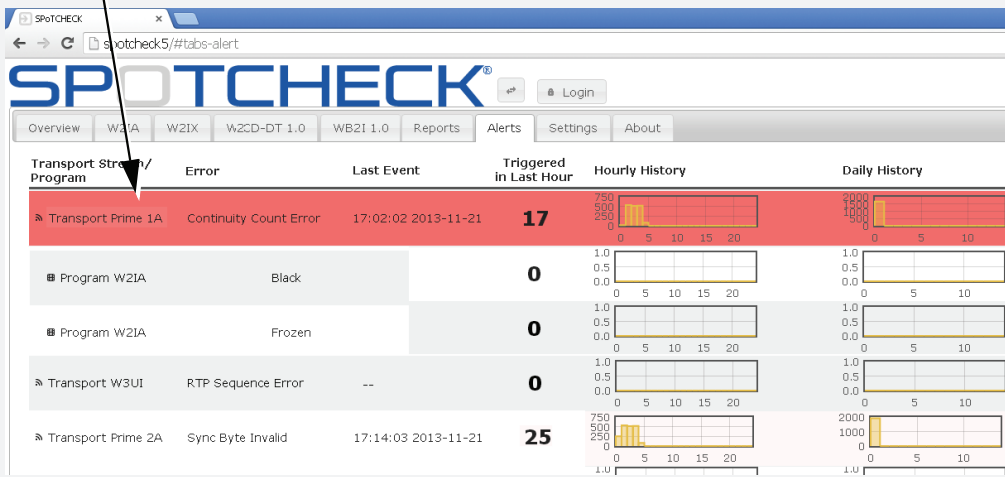 SPoTCHECK ×
spotcheck5/#tabs-alert
SPOTCHECK® Login
Overview W2IA W2IX W2CD-DT 1.0 WB2I 1.0 Reports Alerts Settings About
Transport Stream/ Program Error Last Event Triggered in Last Hour Hourly History Daily History
Transport Prime 1A Continuity Count Error 17:02:02 2013-11-21 17
750 500 250 0
0 5 10 15 20
2000 1500 1000 500 0
0 5 10
Program W2IA Black 0
1.0 0.5 0.0
0 5 10 15 20
1.0 0.5 0.0
0 5 10
Program W2IA Frozen 0
1.0 0.5 0.0
0 5 10 15 20
1.0 0.5 0.0
0 5 10
Transport W3UI RTP Sequence Error -- 0
1.0 0.5 0.0
0 5 10 15 20
1.0 0.5 0.0
0 5 10
Transport Prime 2A Sync Byte Invalid 17:14:03 2013-11-21 25
750 500 250 0
0 5 10 15 20
2000 1000 0
0 5 10
1.0
1.0